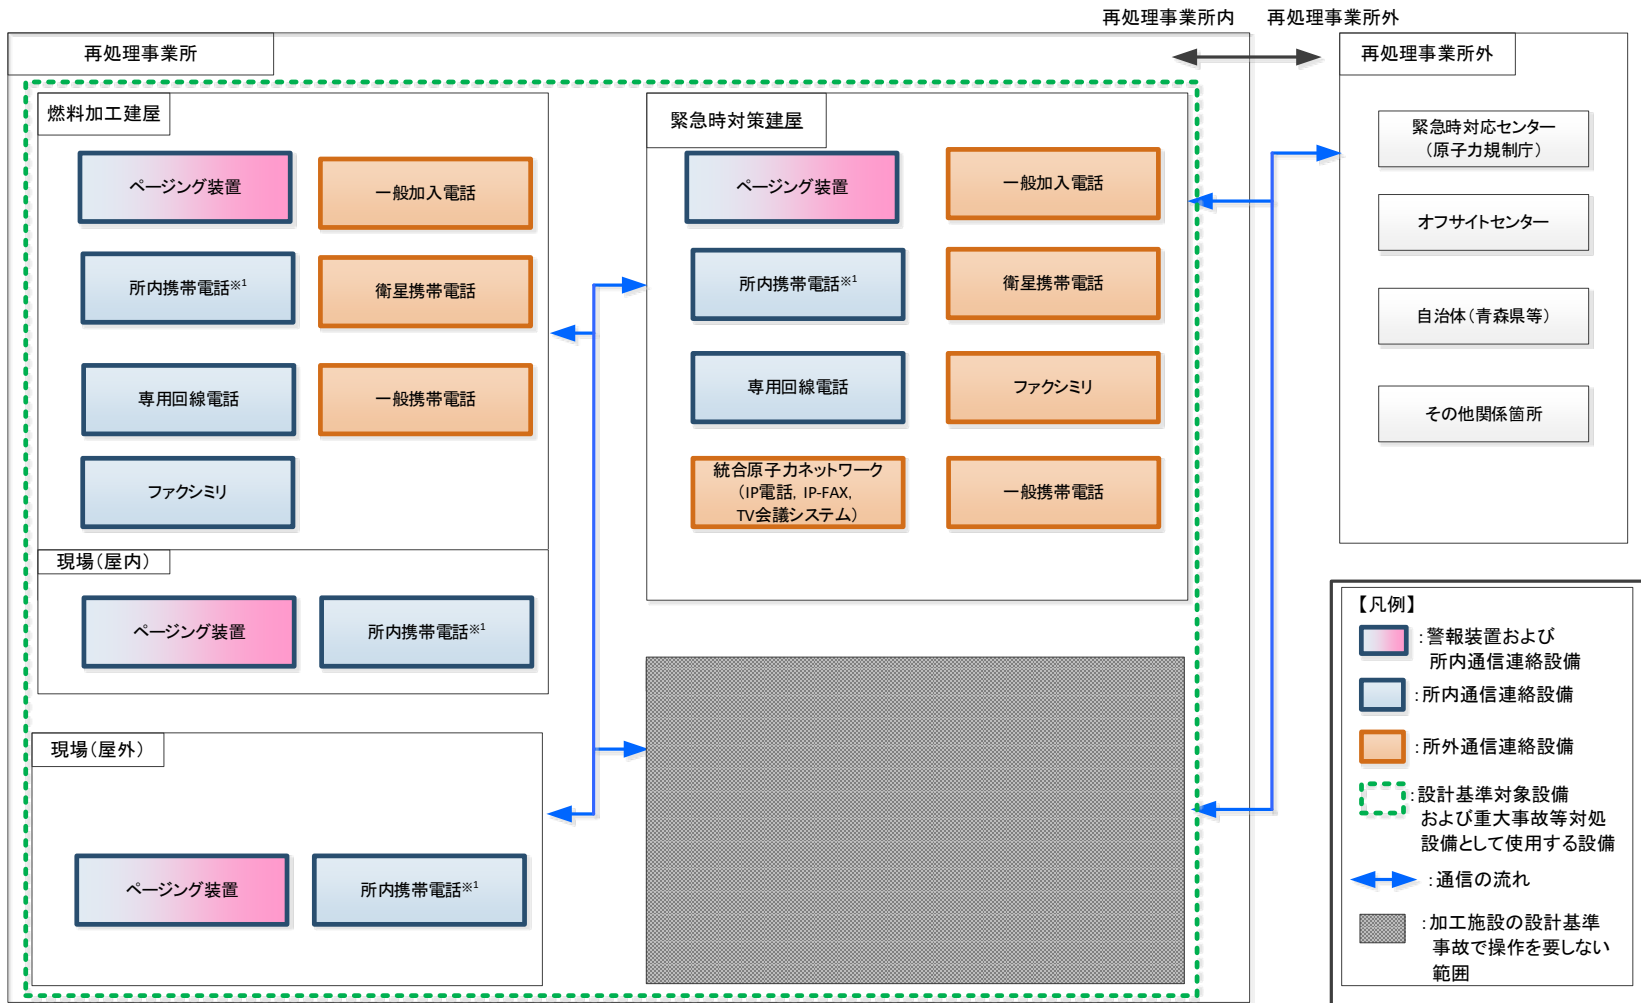 再処理事業所内
再処理事業所外
再処理事業所
再処理事業所外
燃料加工建屋
ページング装置
一般加入電話
所内携帯電話※1
衛星携帯電話
専用回線電話
一般携帯電話
ファクシミリ
現場(屋内)
ページング装置
所内携帯電話※1
現場(屋外)
ページング装置
所内携帯電話※1
緊急時対策建屋
ページング装置
一般加入電話
所内携帯電話※1
衛星携帯電話
専用回線電話
ファクシミリ
統合原子力ネットワーク
(IP電話, IP-FAX,
TV会議システム)
一般携帯電話
緊急時対応センター
(原子力規制庁)
オフサイトセンター
自治体(青森県等)
その他関係箇所
【凡例】
:警報装置および
所内通信連絡設備
:所内通信連絡設備
:所外通信連絡設備
:設計基準対象設備
および重大事故等対処
設備として使用する設備
:通信の流れ
:加工施設の設計基準
事故で操作を要しない
範囲